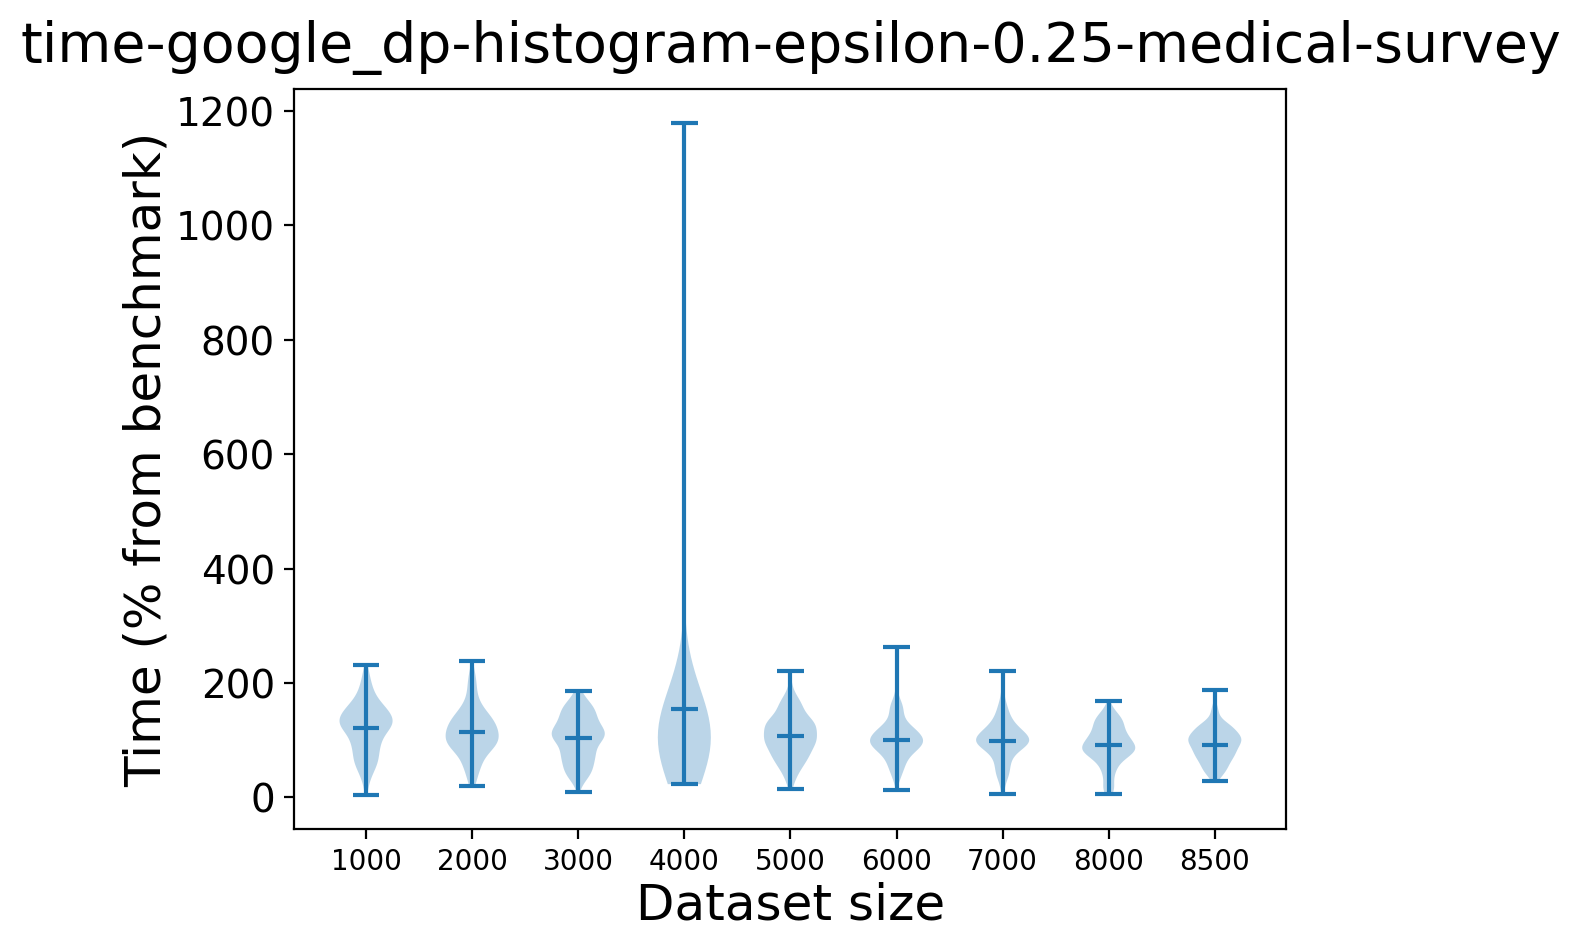 time-google_dp-histogram-epsilon-0.25-medical-survey
Time (% from benchmark)
1200
1000
800
600
400
200
0
1000 2000 3000 4000 5000 6000 7000 8000 8500
Dataset size